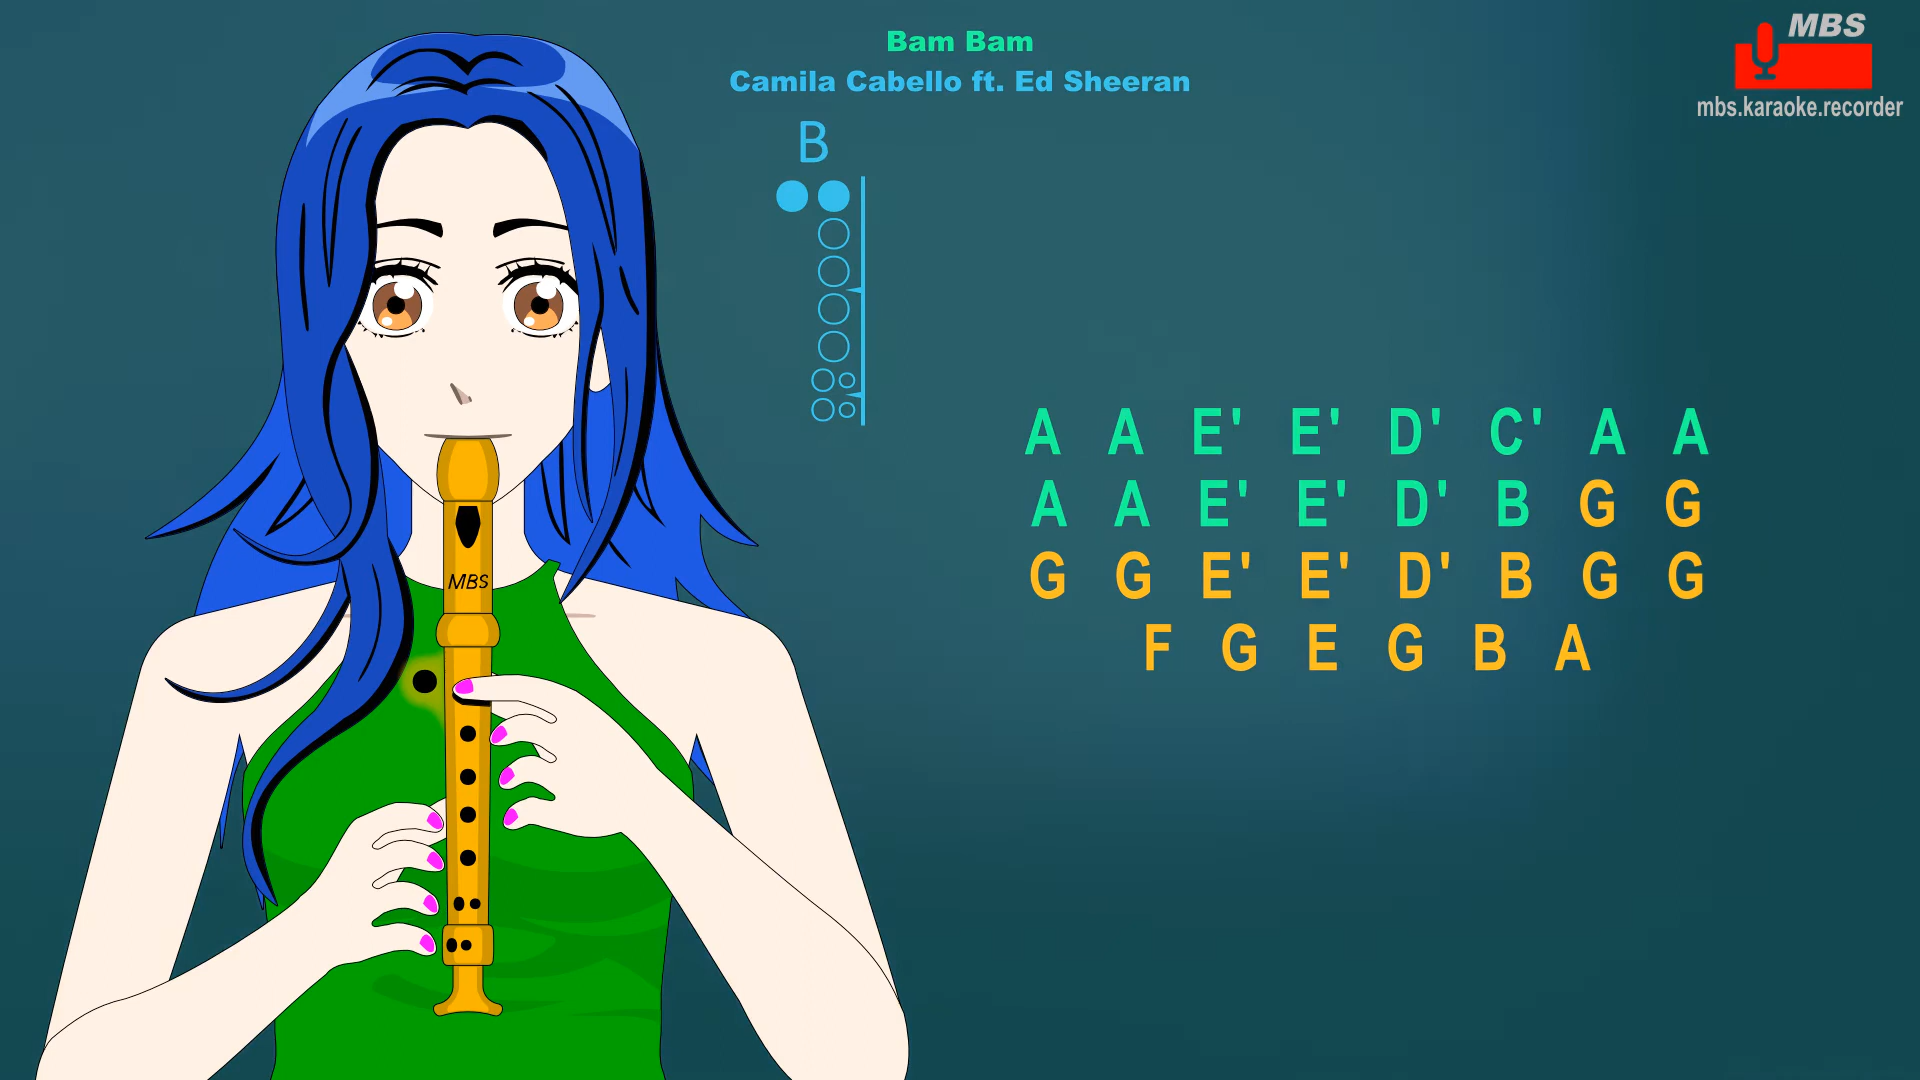 Bam Bam
Camila Cabello ft. Ed Sheeran
MBS
mbs.karaoke.recorder
B
A A E' E' D' C' A A
A A E' E' D' B G G
G G E' E' D' B G G
F G E G B A
MBS